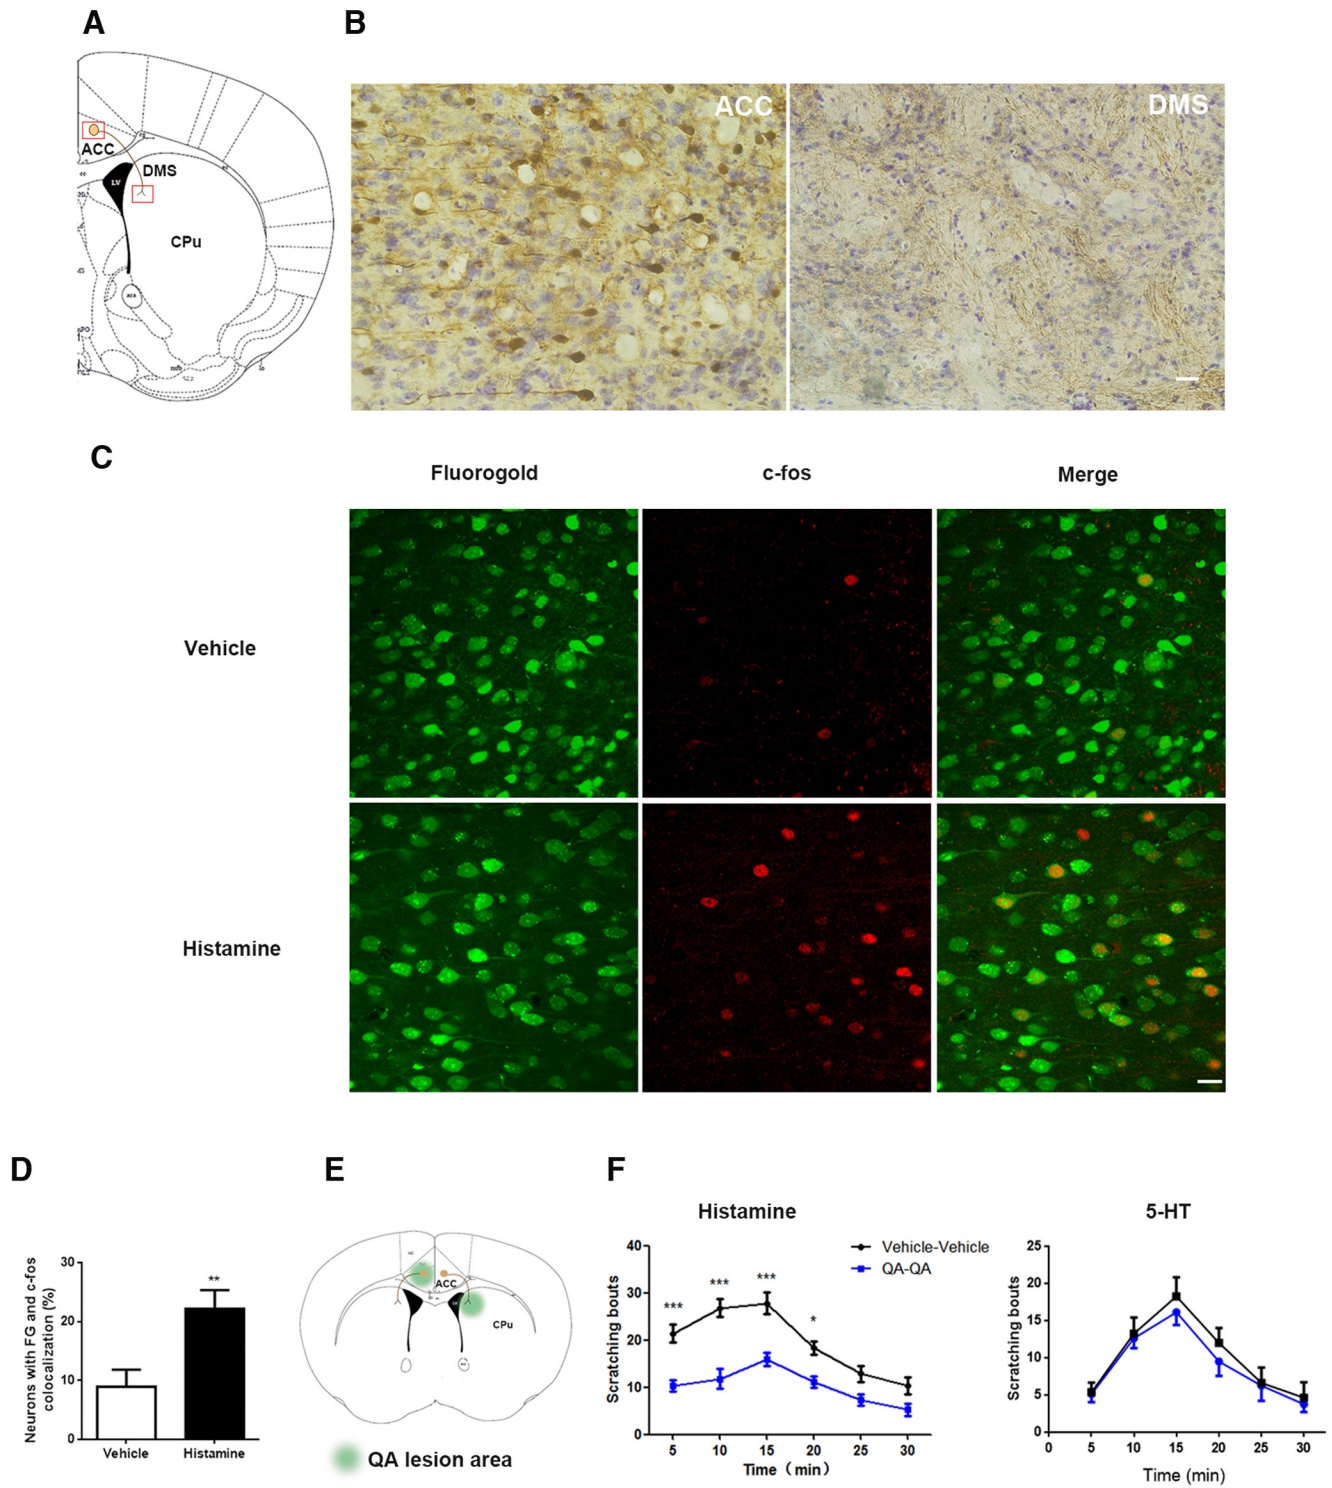 A
B
ACC
LV
DMS
CPu
aca
ACC
DMS
C
Fluorogold
c-fos
Merge
Vehicle
Histamine
D
E
F
Neurons with FG and c-fos
colocalization (%)
30
20
10
0
**
Vehicle
Histamine
ACC
LV
CPu
QA lesion area
Histamine
Scratching bouts
40
30
20
10
0
***
***
***
*
Vehicle-Vehicle
QA-QA
5
10
15
20
25
30
Time (min)
5-HT
Scratching bouts
25
20
15
10
5
0
0
5
10
15
20
25
30
Time (min)